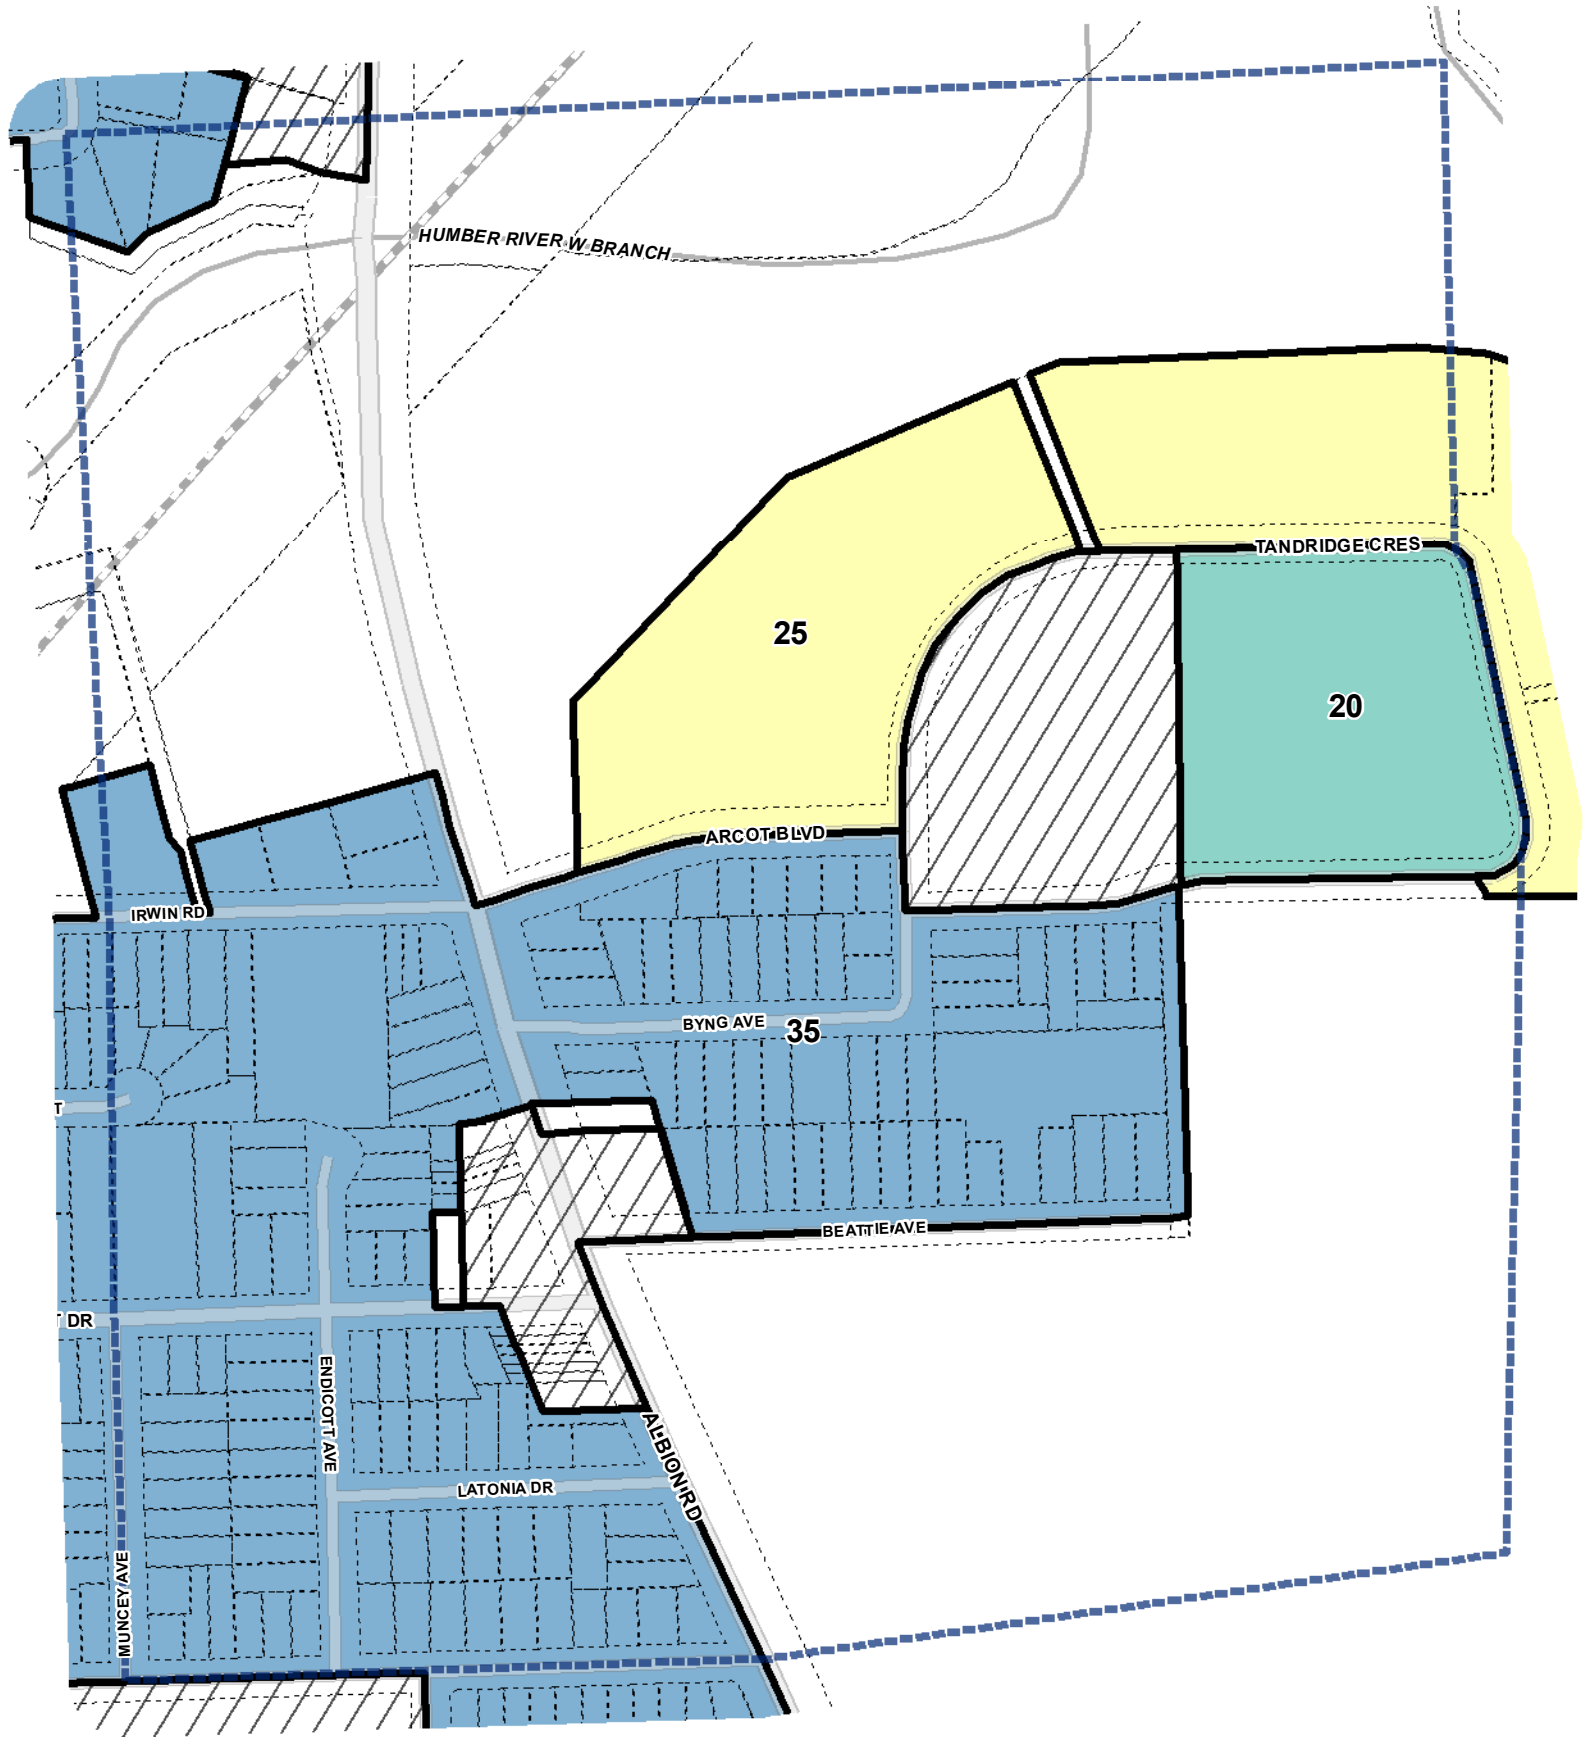 HUMBER RIVER W BRANCH
TANDRIDGE CRES
25
20
ARCOT BLVD
IRWIN RD
BYNG AVE
35
T
BEATTIE AVE
T DR
ENDICOTT AVE
ALBION RD
LATONIA DR
MUNCEY AVE